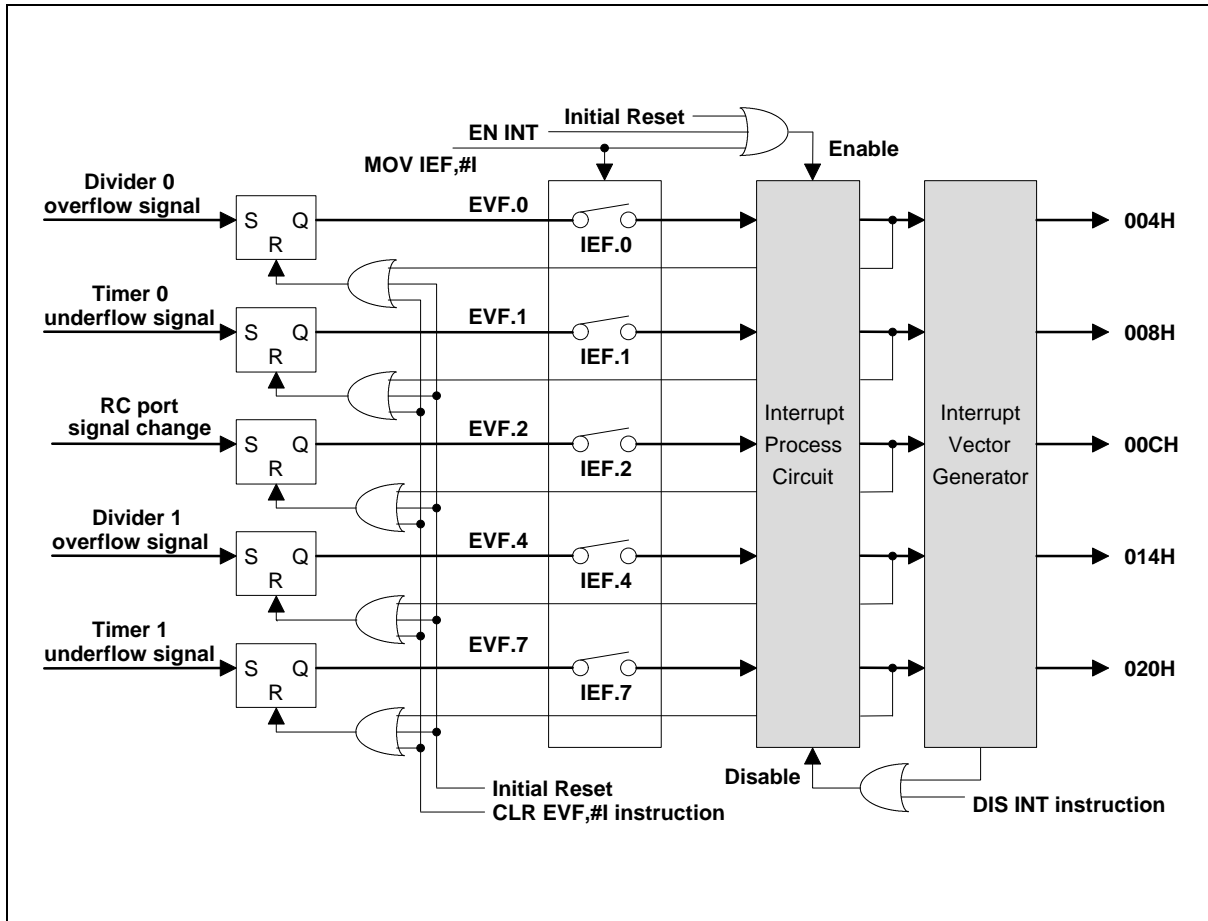 Initial Reset
EN INT
MOV IEF,#I
Enable
Divider 0
overflow signal
S Q
R
EVF.0
IEF.0
004H
Timer 0
underflow signal
S Q
R
EVF.1
IEF.1
008H
RC port
signal change
S Q
R
EVF.2
IEF.2
Interrupt
Process
Circuit
Interrupt
Vector
Generator
00CH
Divider 1
overflow signal
S Q
R
EVF.4
IEF.4
014H
Timer 1
underflow signal
S Q
R
EVF.7
IEF.7
020H
Disable
Initial Reset
CLR EVF,#I instruction
DIS INT instruction